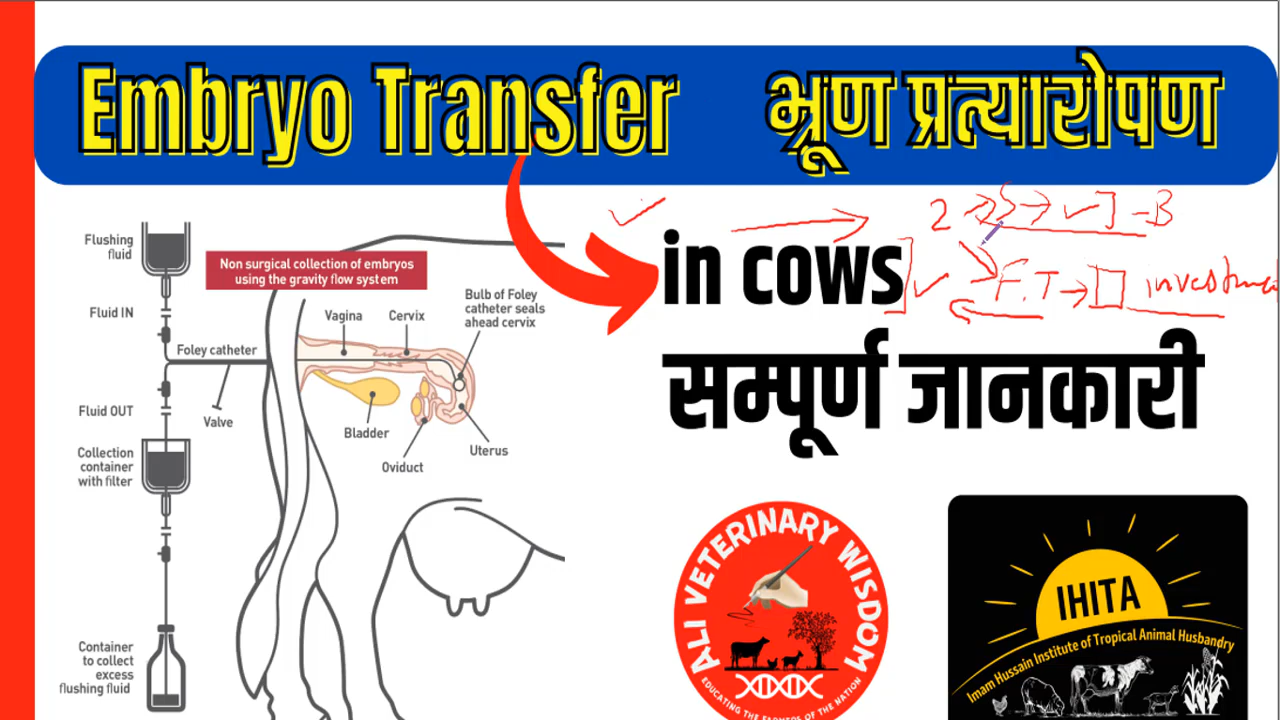 Embryo Transfer भ्रूण प्रत्यारोपण
in cows
सम्पूर्ण जानकारी
Flushing
fluid
Non surgical collection of embryos
using the gravity flow system
Fluid IN
Vagina
Cervix
Bulb of Foley
catheter seals
ahead cervix
Foley catheter
Valve
Fluid OUT
Bladder
Oviduct
Uterus
Collection
container
with filter
Container
to collect
excess
flushing fluid
ALI VETERINARY WISDOM
EDUCATING THE FARMERS OF THE NATION
IHITA
Imam Hussain Institute of Tropical Animal Husbandry